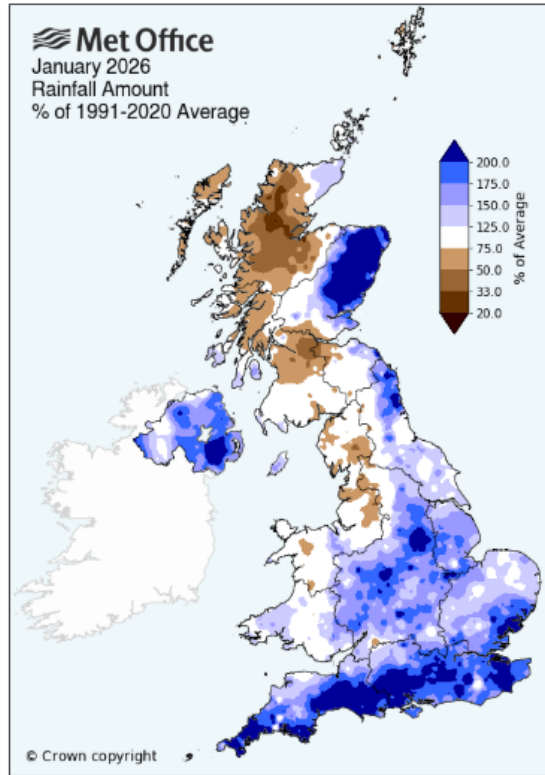 Met Office
January 2026
Rainfall Amount
% of 1991-2020 Average
200.0
175.0
150.0
125.0
75.0
50.0
33.0
20.0
% of Average
© Crown copyright